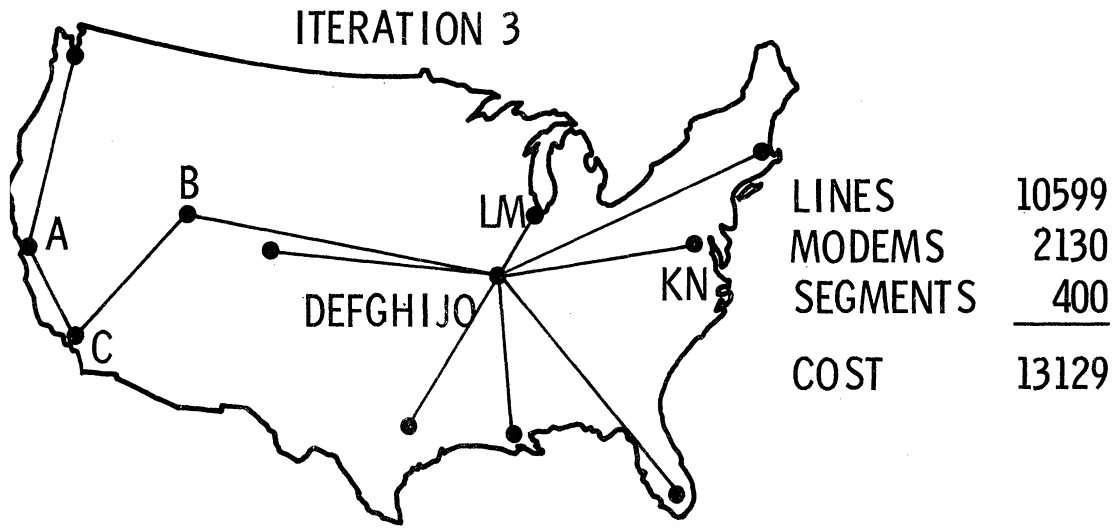 ITERATION 3
B
LM
A
KN
DEFGHIJO
C
LINES 10599
MODEMS 2130
SEGMENTS 400
COST 13129